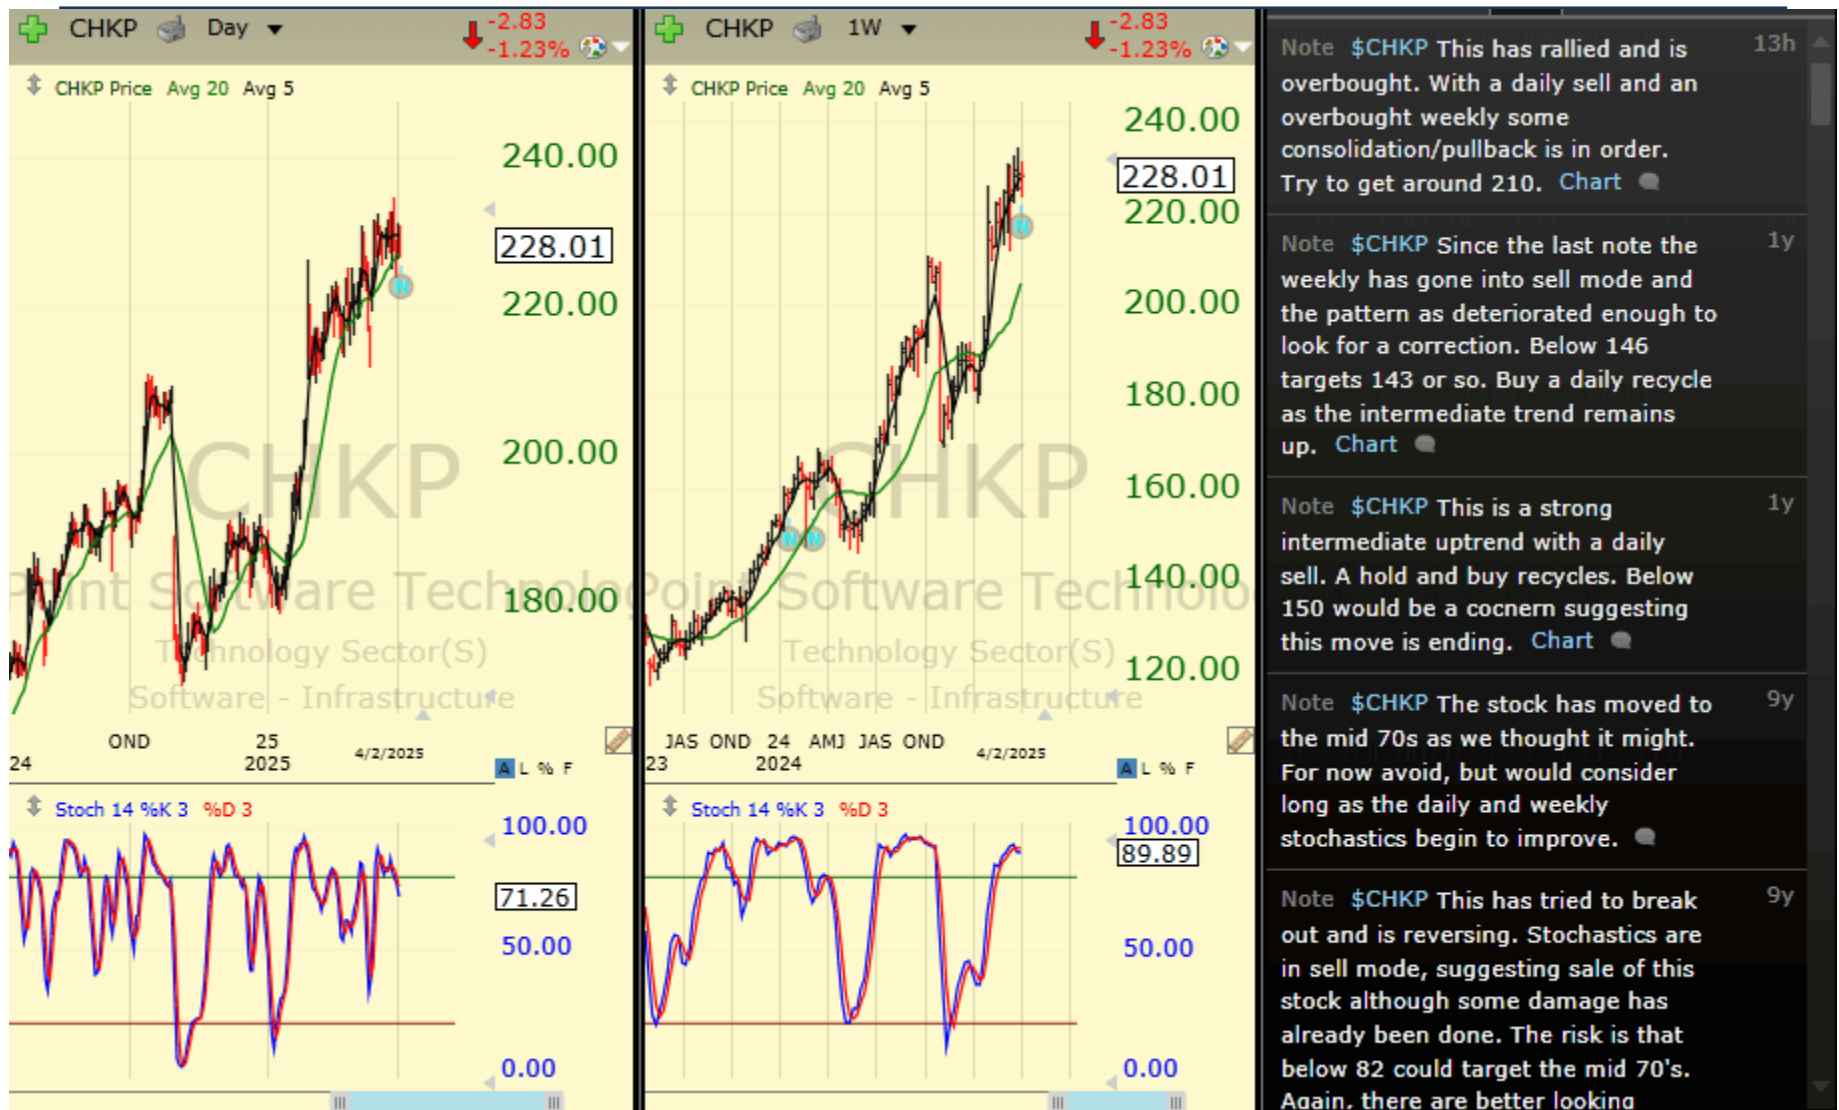 CHKP Day
-2.83
-1.23%
CHKP Price Avg 20 Avg 5
240.00
228.01
220.00
200.00
180.00
N
CHKP
Point Software Technolo
Technology Sector(S)
Software - Infrastructure
OND 25
24 2025 4/2/2025
A L % F
Stoch 14 %K 3 %D 3
100.00
71.26
50.00
0.00
CHKP 1W
-2.83
-1.23%
CHKP Price Avg 20 Avg 5
240.00
228.01
220.00
200.00
180.00
160.00
140.00
120.00
N
N N
CHKP
Point Software Technolo
Technology Sector(S)
Software - Infrastructure
JAS OND 24 AMJ JAS OND
23 2024 4/2/2025
A L % F
Stoch 14 %K 3 %D 3
100.00
89.89
50.00
0.00
Note $CHKP This has rallied and is 13h
overbought. With a daily sell and an
overbought weekly some
consolidation/pullback is in order.
Try to get around 210. Chart
Note $CHKP Since the last note the 1y
weekly has gone into sell mode and
the pattern as deteriorated enough to
look for a correction. Below 146
targets 143 or so. Buy a daily recycle
as the intermediate trend remains
up. Chart
Note $CHKP This is a strong 1y
intermediate uptrend with a daily
sell. A hold and buy recycles. Below
150 would be a cocnern suggesting
this move is ending. Chart
Note $CHKP The stock has moved to 9y
the mid 70s as we thought it might.
For now avoid, but would consider
long as the daily and weekly
stochastics begin to improve.
Note $CHKP This has tried to break 9y
out and is reversing. Stochastics are
in sell mode, suggesting sale of this
stock although some damage has
already been done. The risk is that
below 82 could target the mid 70's.
Again, there are better looking